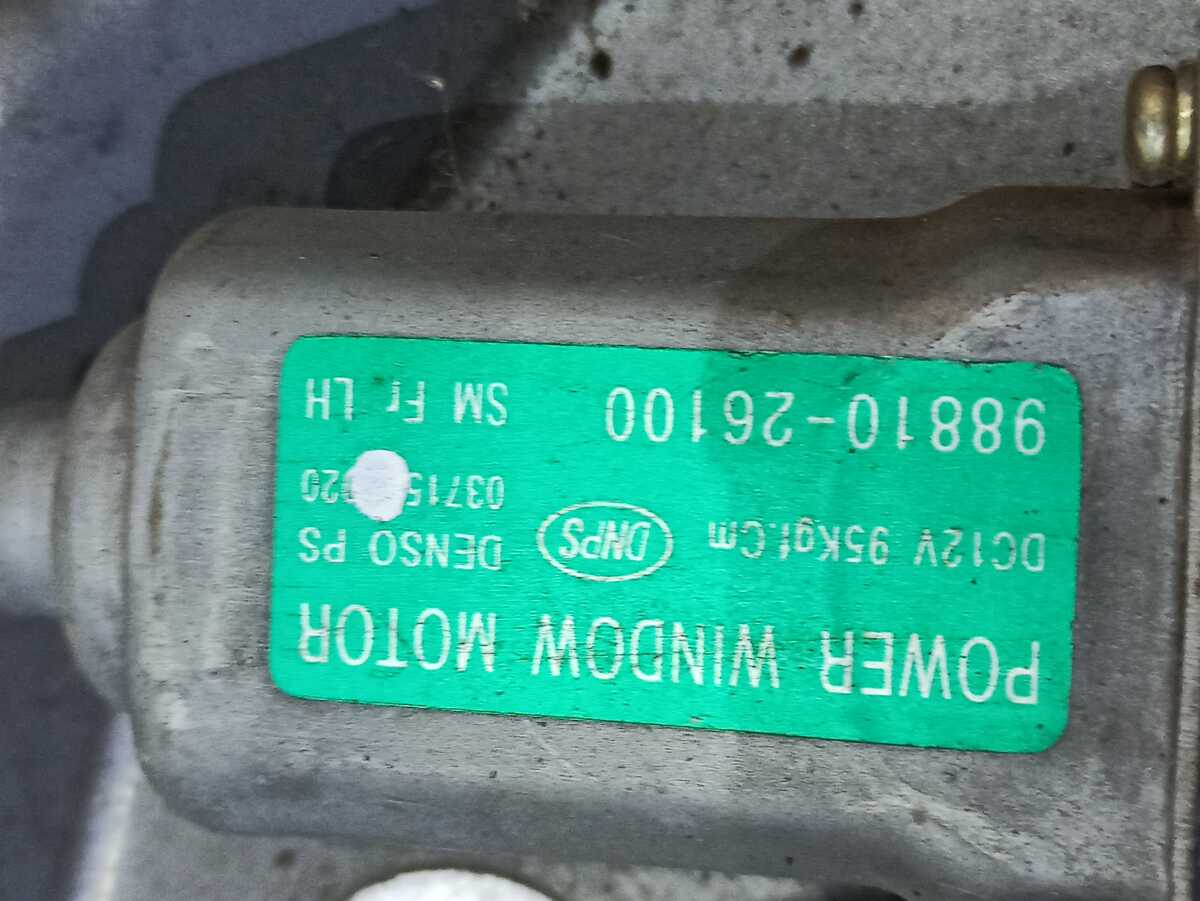 POWER WINDOW MOTOR
DC12V 95Kgf.Cm DNPS DENSO PS
98810-26100 SM Fr LH